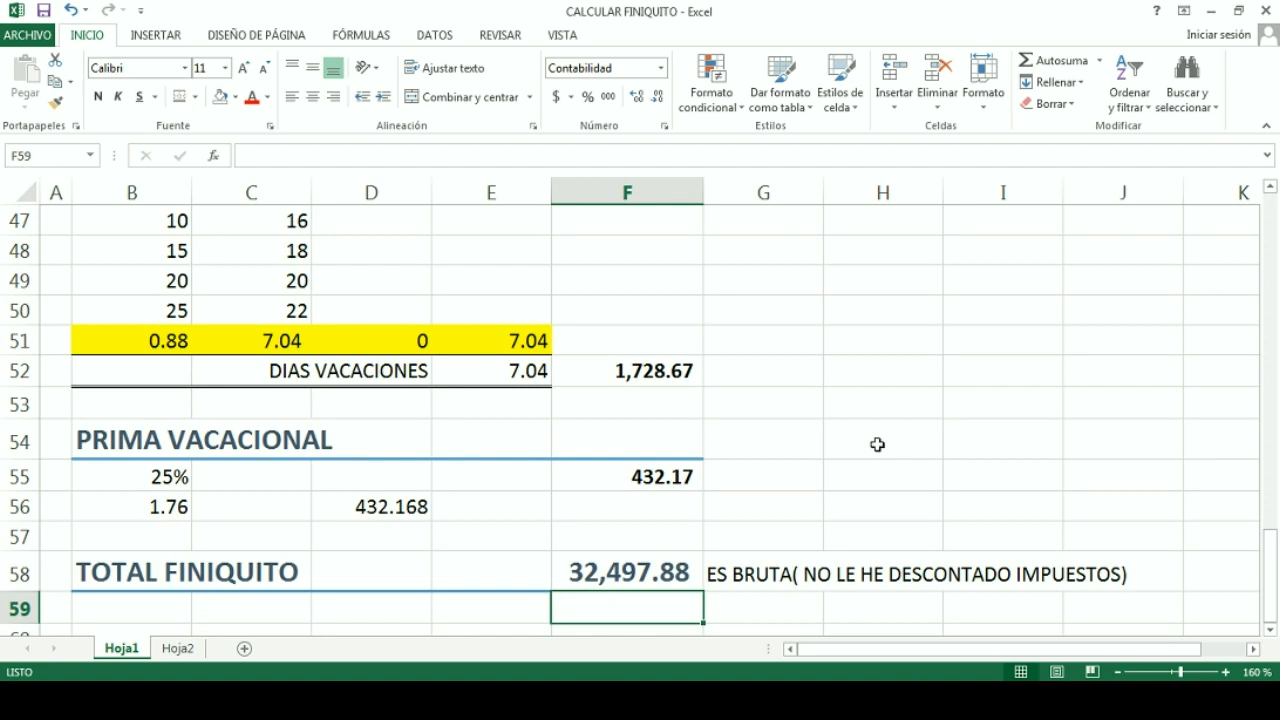 CALCULAR FINIQUITO - Excel
ARCHIVO INICIO INSERTAR DISEÑO DE PÁGINA FÓRMULAS DATOS REVISAR VISTA Iniciar sesión
Calibri 11 Ajustar texto Contabilidad Autosuma
Pegar N K S Combinar y centrar $ % 000 Formato condicional Dar formato como tabla Estilos de celda Insertar Eliminar Formato Rellenar Borrar Ordenar y filtrar Buscar y seleccionar
Portapapeles Fuente Alineación Número Estilos Celdas Modificar
F59 fx
A B C D E F G H I J K
47 10 16
48 15 18
49 20 20
50 25 22
51 0.88 7.04 0 7.04
52 DIAS VACACIONES 7.04 1,728.67
53
54 PRIMA VACACIONAL
55 25% 432.17
56 1.76 432.168
57
58 TOTAL FINIQUITO 32,497.88 ES BRUTA( NO LE HE DESCONTADO IMPUESTOS)
59
Hoja1 Hoja2
LISTO 160 %